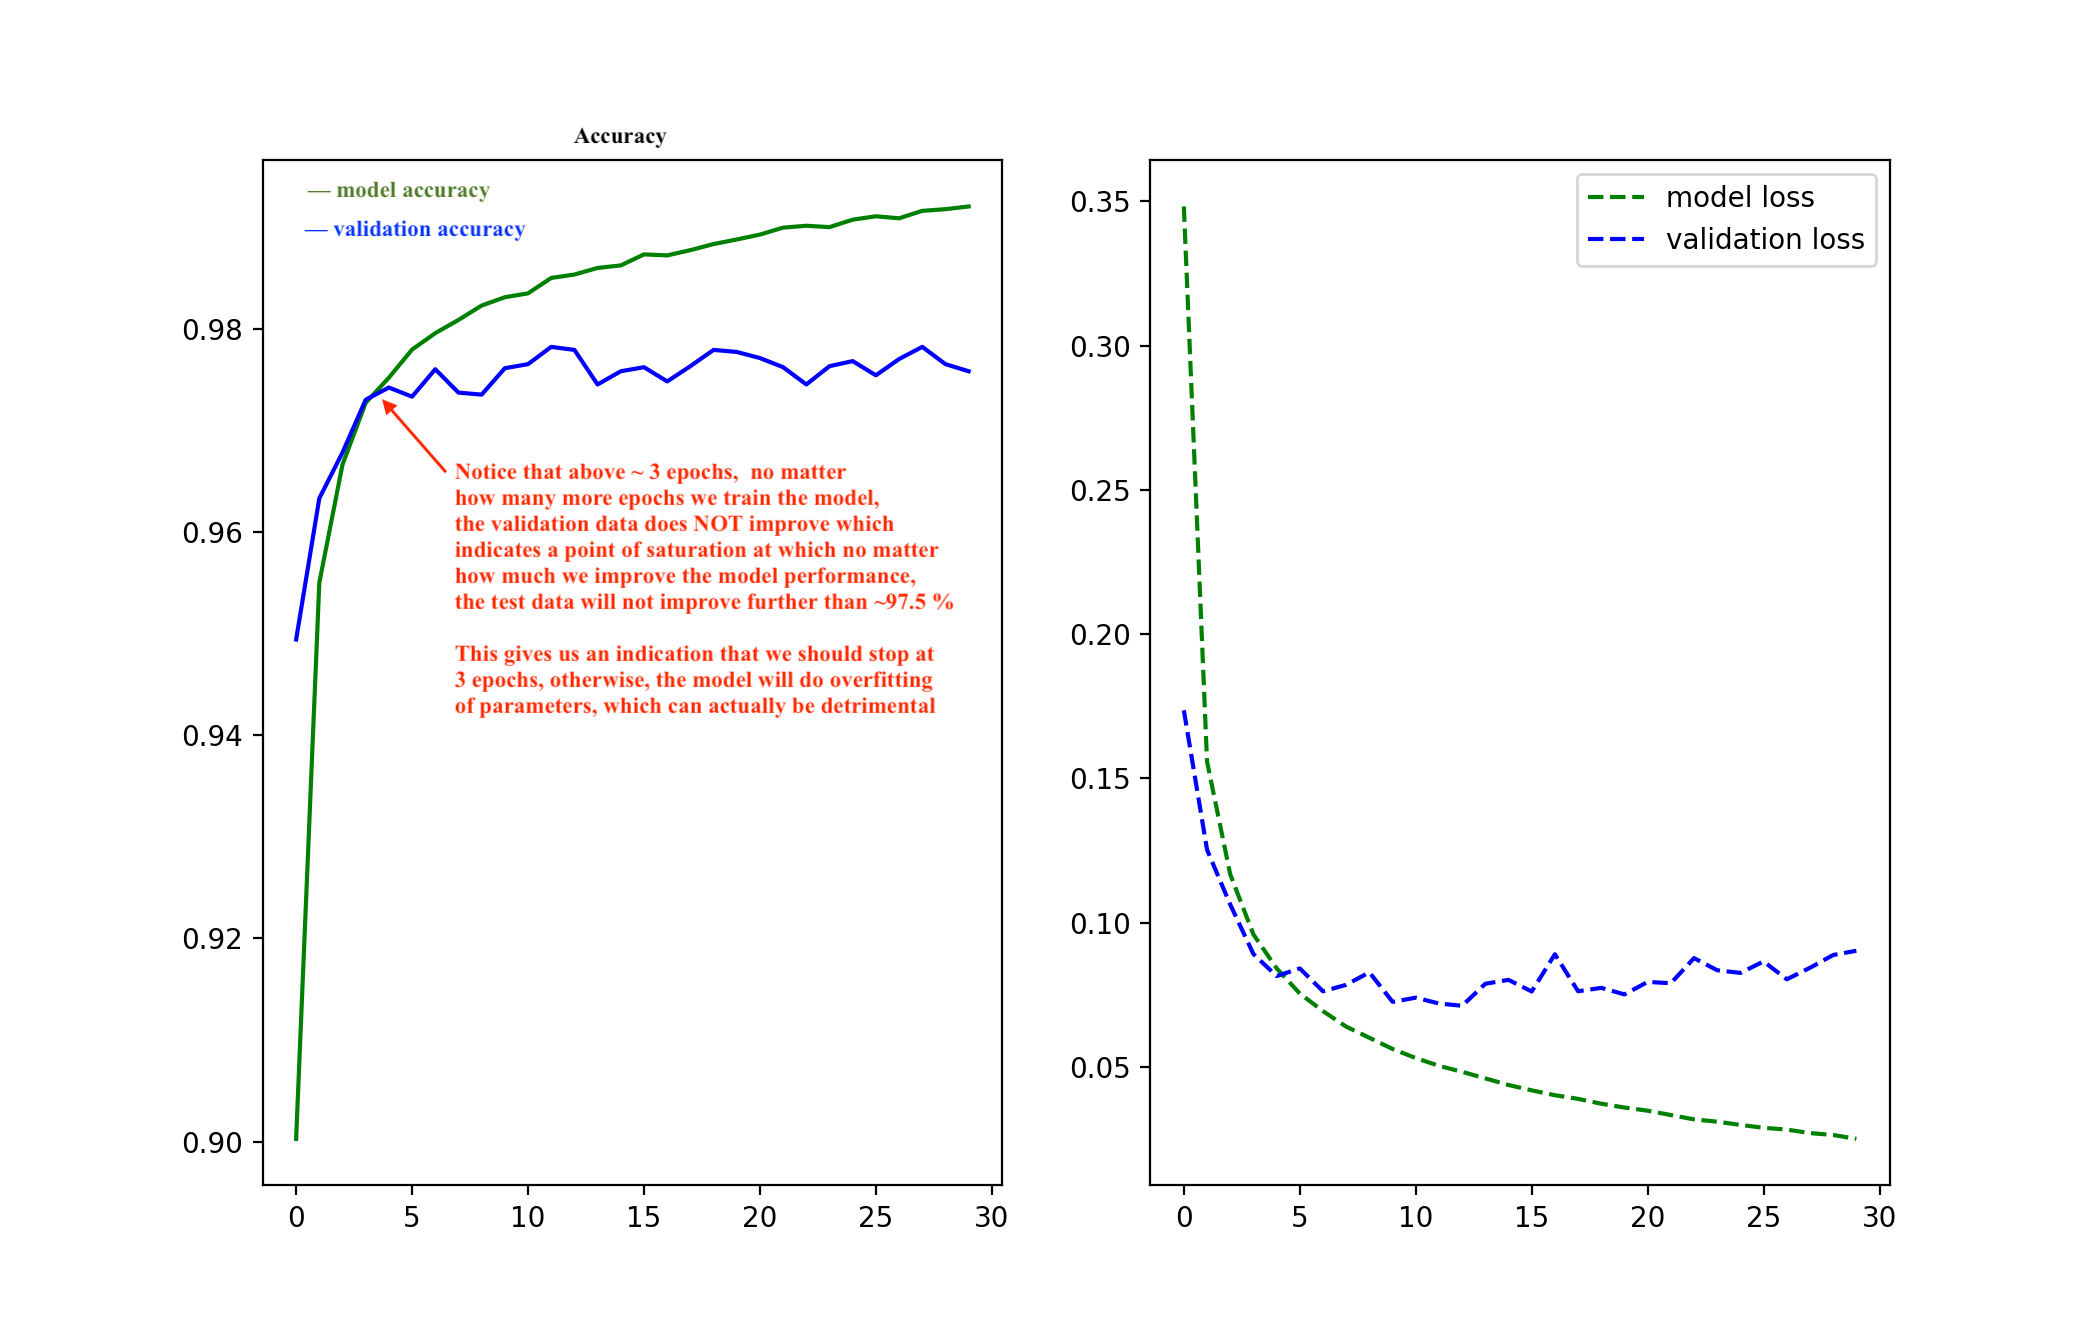 Accuracy
— model accuracy
— validation accuracy
0.98
0.96
0.94
0.92
0.90
Notice that above ~ 3 epochs,  no matter
how many more epochs we train the model,
the validation data does NOT improve which
indicates a point of saturation at which no matter
how much we improve the model performance,
the test data will not improve further than ~97.5 %
This gives us an indication that we should stop at
3 epochs, otherwise, the model will do overfitting
of parameters, which can actually be detrimental
0 5 10 15 20 25 30
model loss
validation loss
0.35
0.30
0.25
0.20
0.15
0.10
0.05
0 5 10 15 20 25 30